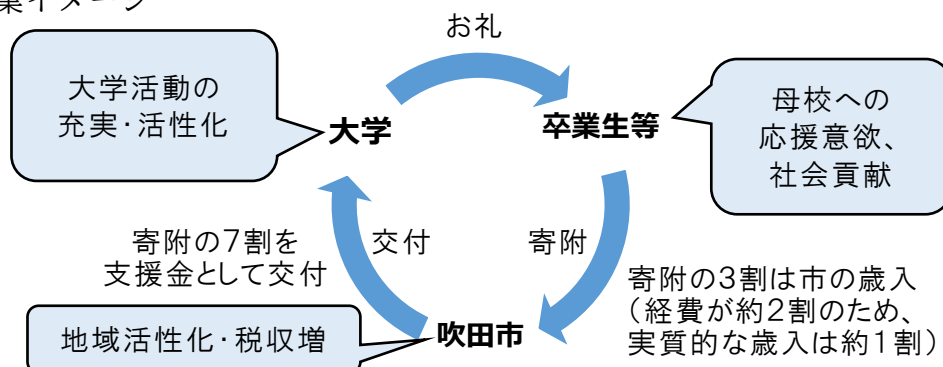 業イメージ
お礼
大学活動の
充実・活性化
大学
卒業生等
母校への
応援意欲、
社会貢献
寄附の7割を
支援金として交付
交付
寄附
寄附の3割は市の歳入
（経費が約2割のため、
実質的な歳入は約1割）
地域活性化・税収増
吹田市